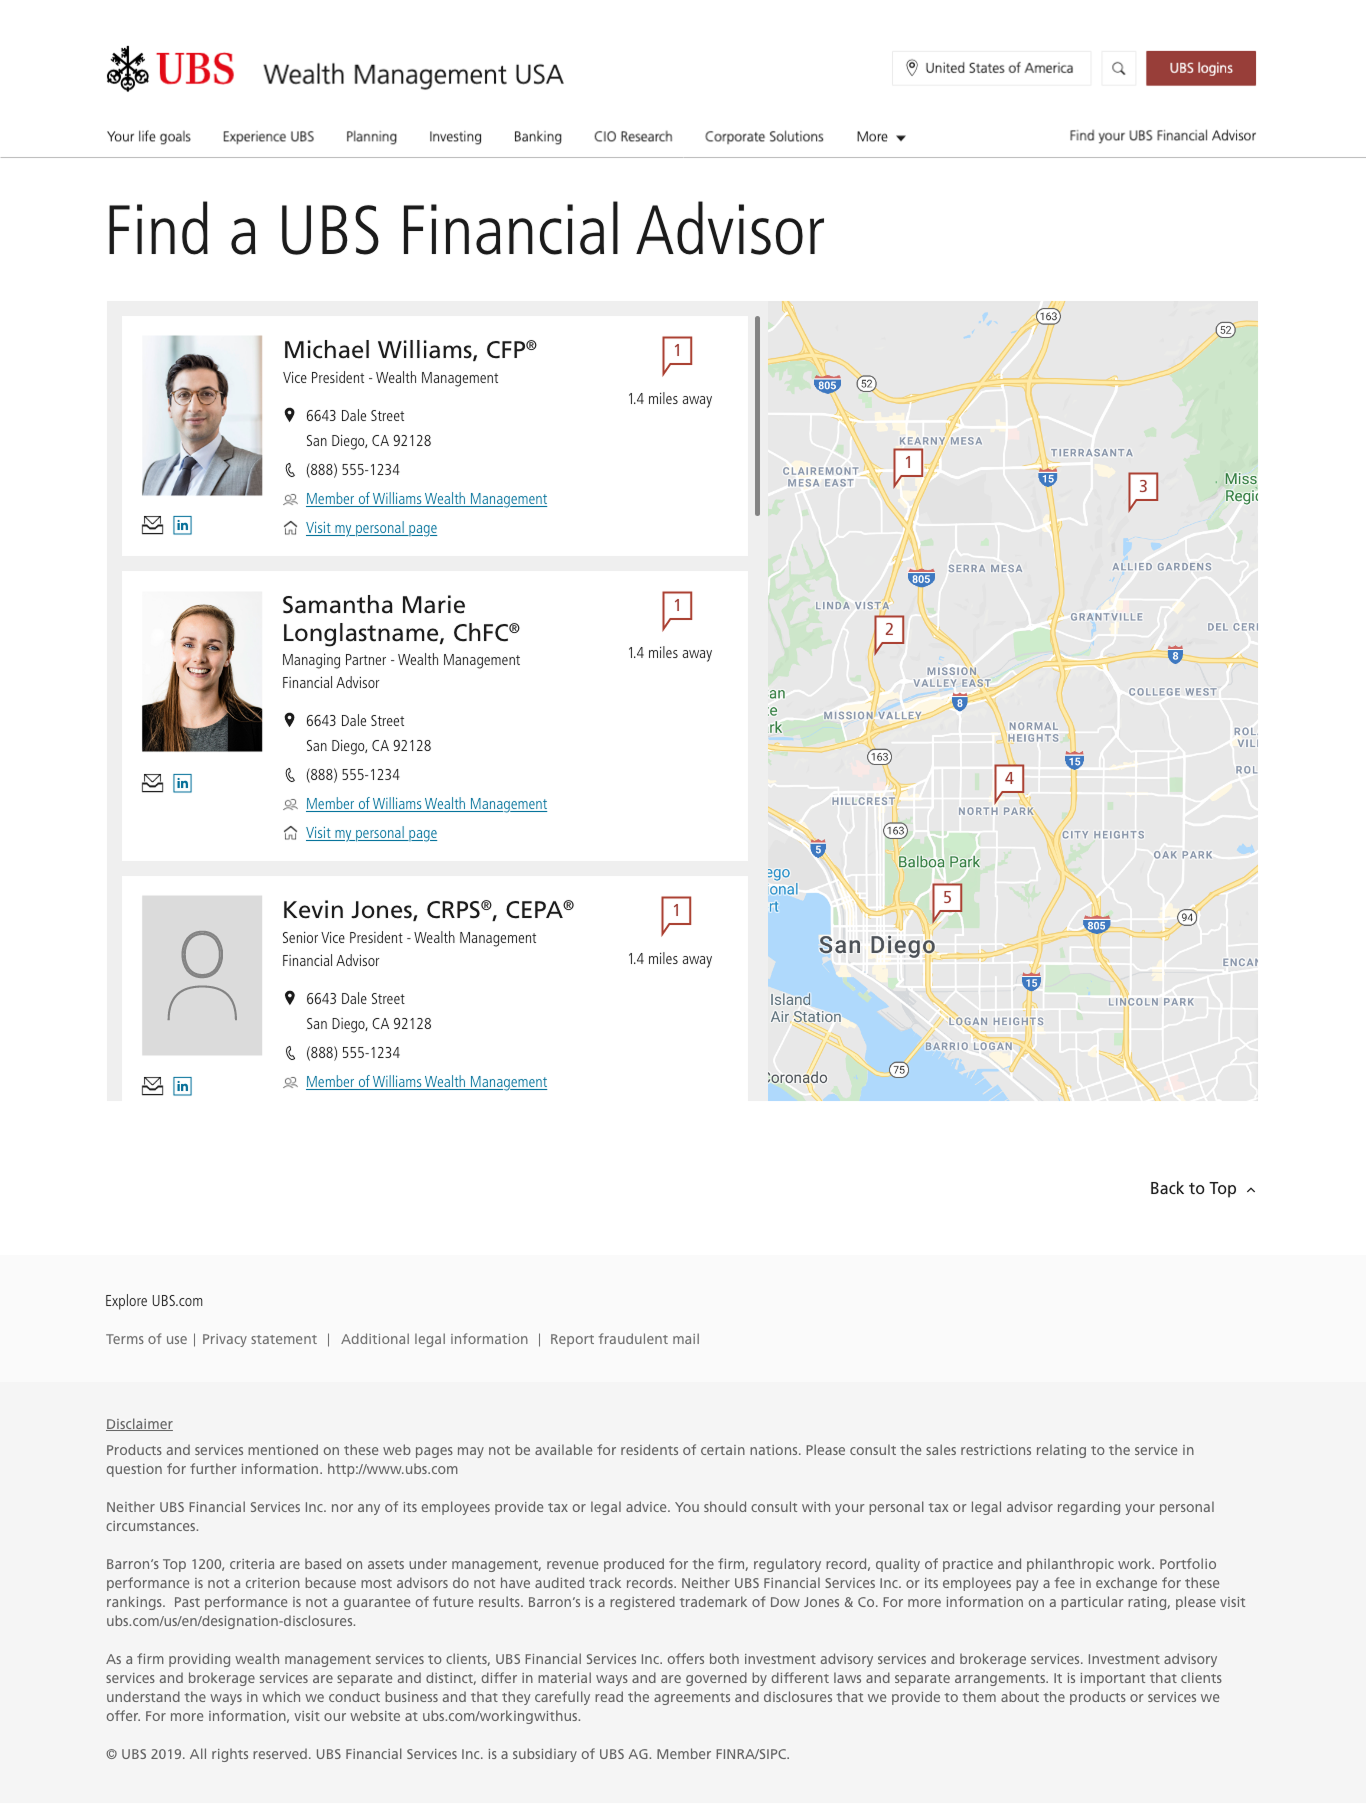 UBS
Wealth Management USA
United States of America
UBS logins
Your life goals
Experience UBS
Planning
Investing
Banking
CIO Research
Corporate Solutions
More
Find your UBS Financial Advisor
Find a UBS Financial Advisor
Michael Williams, CFP®
Vice President - Wealth Management
6643 Dale Street
San Diego, CA 92128
(888) 555-1234
Member of Williams Wealth Management
Visit my personal page
in
1
1.4 miles away
Samantha Marie
Longlastname, ChFC®
Managing Partner - Wealth Management
Financial Advisor
6643 Dale Street
San Diego, CA 92128
(888) 555-1234
Member of Williams Wealth Management
Visit my personal page
in
1
1.4 miles away
Kevin Jones, CRPS®, CEPA®
Senior Vice President - Wealth Management
Financial Advisor
6643 Dale Street
San Diego, CA 92128
(888) 555-1234
Member of Williams Wealth Management
in
1
1.4 miles away
163
52
805
52
KEARNY MESA
TIERRASANTA
CLAIREMONT
MESA EAST
1
15
3
Miss
Regio
805
SERRA MESA
ALLIED GARDENS
LINDA VISTA
GRANTVILLE
2
DEL CER
8
MISSION
VALLEY EAST
8
COLLEGE WEST
an
e
rk
MISSION VALLEY
NORMAL
HEIGHTS
ROL
VIL
163
15
ROL
4
HILLCREST
NORTH PARK
163
CITY HEIGHTS
5
OAK PARK
Balboa Park
ego
onal
rt
5
94
805
San Diego
ENCAN
15
Island
Air Station
LINCOLN PARK
LOGAN HEIGHTS
BARRIO LOGAN
75
Coronado
Back to Top
Explore UBS.com
Terms of use | Privacy statement | Additional legal information | Report fraudulent mail
Disclaimer
Products and services mentioned on these web pages may not be available for residents of certain nations. Please consult the sales restrictions relating to the service in
question for further information. http://www.ubs.com
Neither UBS Financial Services Inc. nor any of its employees provide tax or legal advice. You should consult with your personal tax or legal advisor regarding your personal
circumstances.
Barron’s Top 1200, criteria are based on assets under management, revenue produced for the firm, regulatory record, quality of practice and philanthropic work. Portfolio
performance is not a criterion because most advisors do not have audited track records. Neither UBS Financial Services Inc. or its employees pay a fee in exchange for these
rankings.  Past performance is not a guarantee of future results. Barron’s is a registered trademark of Dow Jones & Co. For more information on a particular rating, please visit
ubs.com/us/en/designation-disclosures.
As a firm providing wealth management services to clients, UBS Financial Services Inc. offers both investment advisory services and brokerage services. Investment advisory
services and brokerage services are separate and distinct, differ in material ways and are governed by different laws and separate arrangements. It is important that clients
understand the ways in which we conduct business and that they carefully read the agreements and disclosures that we provide to them about the products or services we
offer. For more information, visit our website at ubs.com/workingwithus.
© UBS 2019. All rights reserved. UBS Financial Services Inc. is a subsidiary of UBS AG. Member FINRA/SIPC.